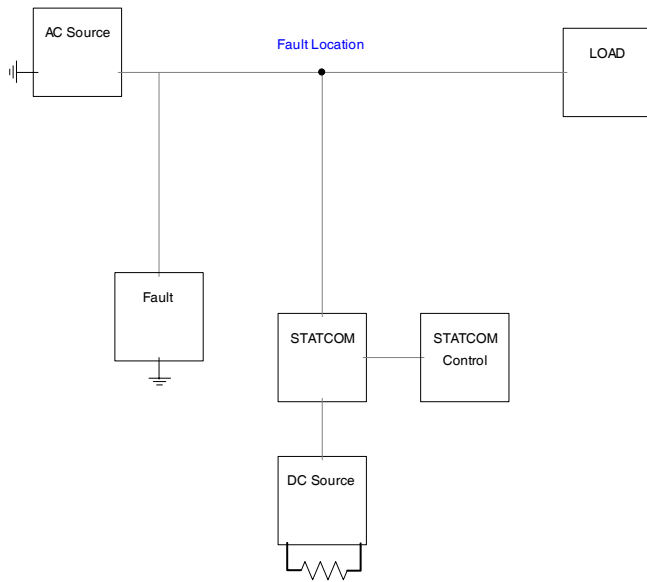 AC Source
Fault Location
LOAD
Fault
STATCOM
STATCOM
Control
DC Source